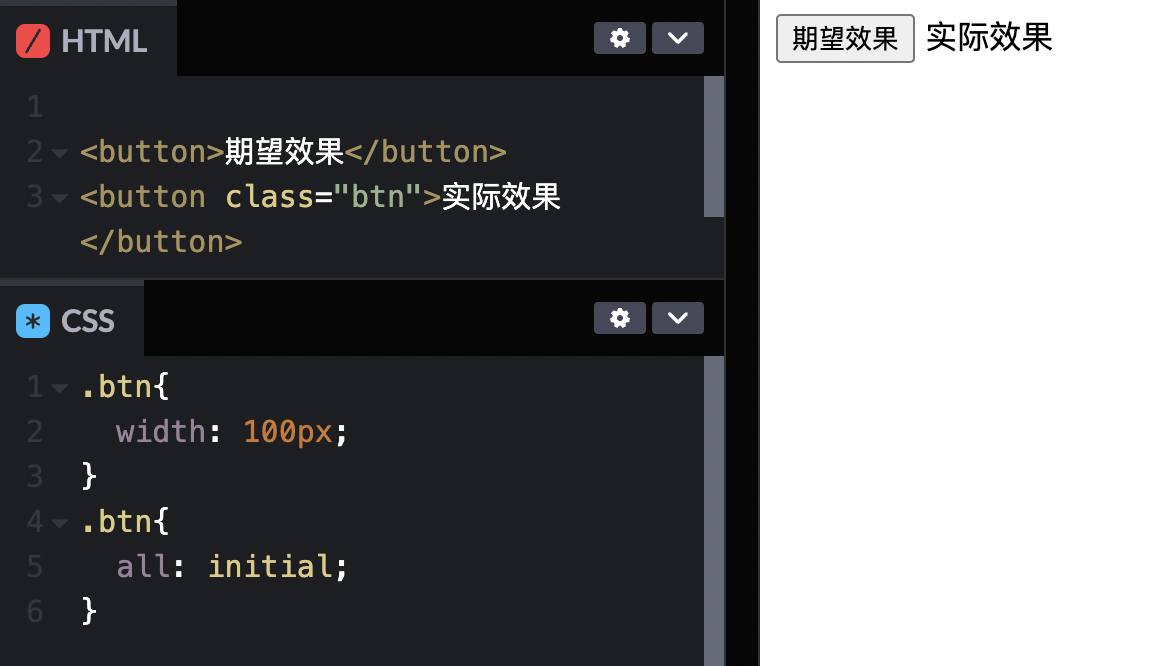 HTML
1
2 <button>期望效果</button>
3 <button class="btn">实际效果
</button>
CSS
1 .btn{
2 width: 100px;
3 }
4 .btn{
5 all: initial;
6 }
期望效果 实际效果